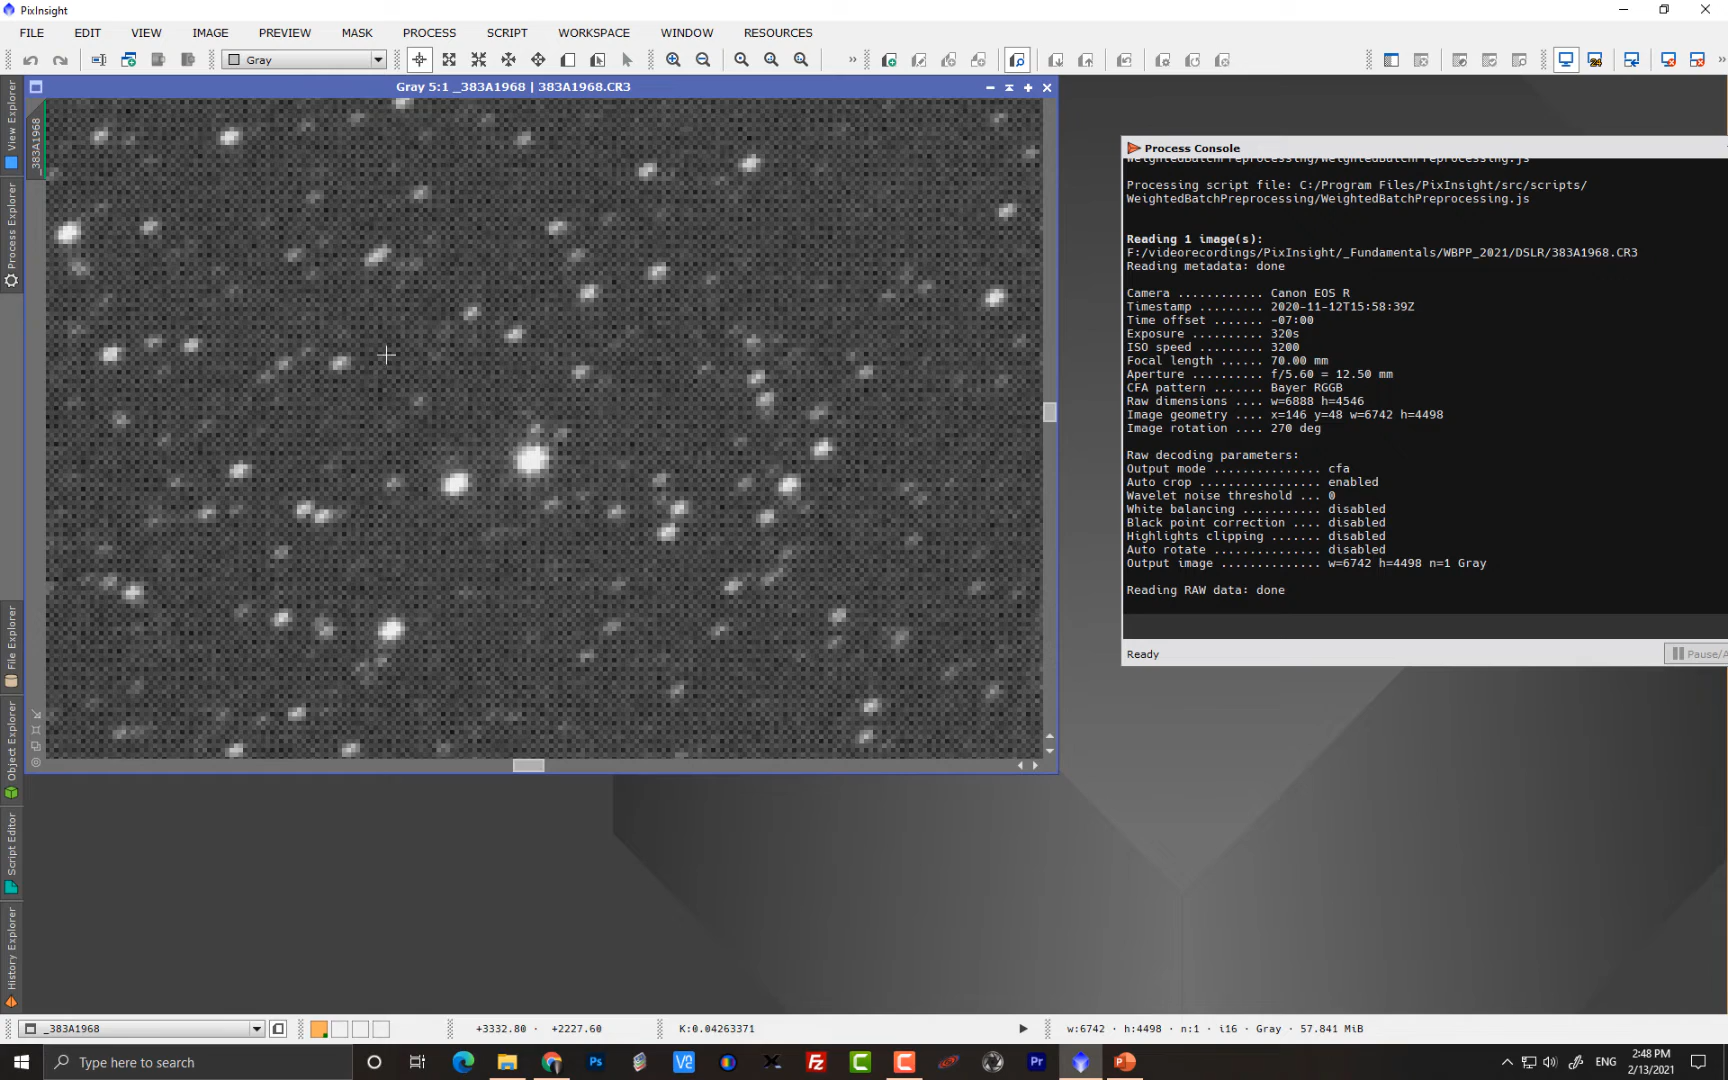 PixInsight
FILE EDIT VIEW IMAGE PREVIEW MASK PROCESS SCRIPT WORKSPACE WINDOW RESOURCES
Gray
Gray 5:1 _383A1968 | 383A1968.CR3
_383A1968
View Explorer
Process Explorer
File Explorer
Object Explorer
Script Editor
History Explorer
Process Console
WeightedBatchPreprocessing/WeightedBatchPreprocessing.js
Processing script file: C:/Program Files/PixInsight/src/scripts/
WeightedBatchPreprocessing/WeightedBatchPreprocessing.js
Reading 1 image(s):
F:/videorecordings/PixInsight/_Fundamentals/WBPP_2021/DSLR/383A1968.CR3
Reading metadata: done
Camera ............ Canon EOS R
Timestamp ......... 2020-11-12T15:58:39Z
Time offset ....... -07:00
Exposure .......... 320s
ISO speed ......... 3200
Focal length ...... 70.00 mm
Aperture .......... f/5.60 = 12.50 mm
CFA pattern ....... Bayer RGGB
Raw dimensions .... w=6888 h=4546
Image geometry .... x=146 y=48 w=6742 h=4498
Image rotation .... 270 deg
Raw decoding parameters:
Output mode ............... cfa
Auto crop ................. enabled
Wavelet noise threshold ... 0
White balancing ........... disabled
Black point correction .... disabled
Highlights clipping ....... disabled
Auto rotate ............... disabled
Output image .............. w=6742 h=4498 n=1 Gray
Reading RAW data: done
Ready
Pause/A
_383A1968
+3332.80 · +2227.60
K:0.04263371
w:6742 · h:4498 · n:1 · i16 · Gray · 57.841 MiB
Type here to search
ENG
2:48 PM
2/13/2021